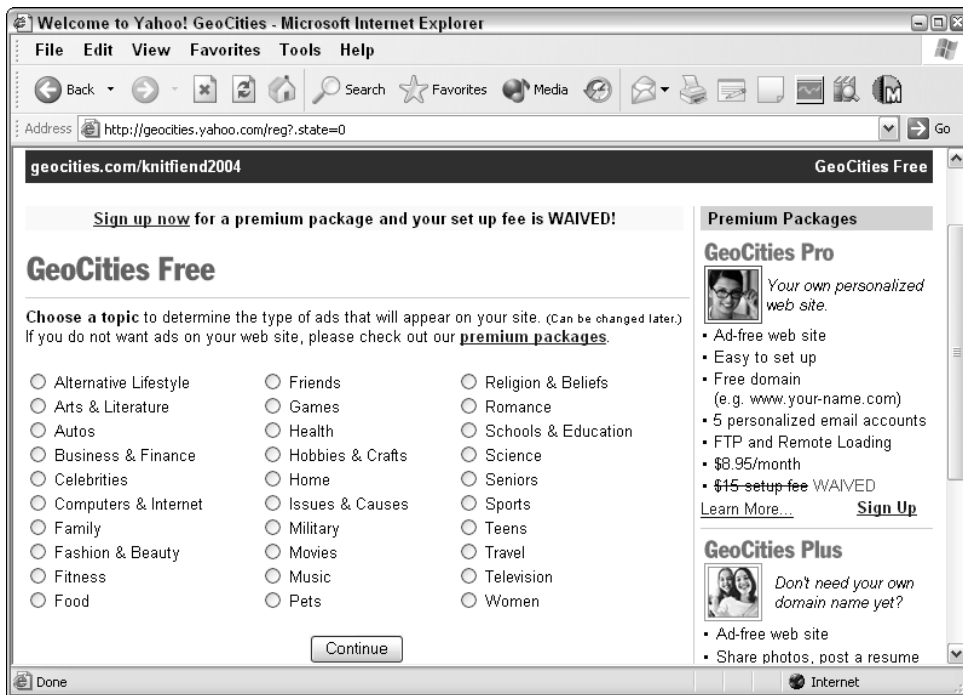 Welcome to Yahoo! GeoCities - Microsoft Internet Explorer
File Edit View Favorites Tools Help
Back Search Favorites Media
Address http://geocities.yahoo.com/reg?.state=0 Go
geocities.com/knitfiend2004 GeoCities Free
Sign up now for a premium package and your set up fee is WAIVED!
GeoCities Free
Choose a topic to determine the type of ads that will appear on your site. (Can be changed later.)
If you do not want ads on your web site, please check out our premium packages.
Alternative Lifestyle
Arts & Literature
Autos
Business & Finance
Celebrities
Computers & Internet
Family
Fashion & Beauty
Fitness
Food
Friends
Games
Health
Hobbies & Crafts
Home
Issues & Causes
Military
Movies
Music
Pets
Religion & Beliefs
Romance
Schools & Education
Science
Seniors
Sports
Teens
Travel
Television
Women
Continue
Premium Packages
GeoCities Pro
Your own personalized
web site.
• Ad-free web site
• Easy to set up
• Free domain
(e.g. www.your-name.com)
• 5 personalized email accounts
• FTP and Remote Loading
• $8.95/month
• $15 setup fee WAIVED
Learn More... Sign Up
GeoCities Plus
Don't need your own
domain name yet?
• Ad-free web site
• Share photos, post a resume
Done Internet